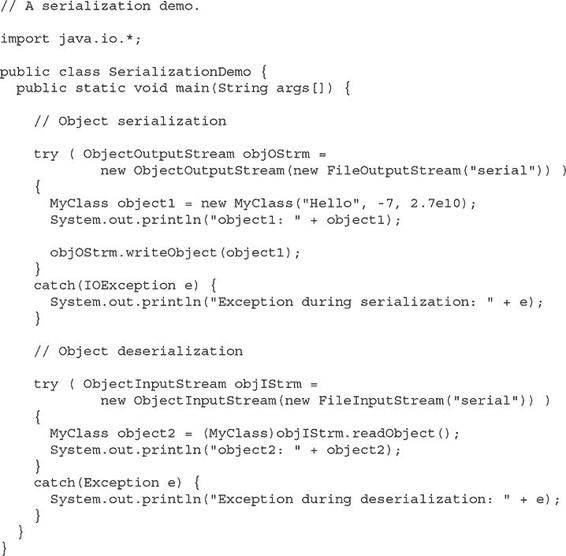 // A serialization demo.
import java.io.*;
public class SerializationDemo {
  public static void main(String args[]) {
    // Object serialization
    try ( ObjectOutputStream objOStrm =
            new ObjectOutputStream(new FileOutputStream("serial")) )
    {
      MyClass object1 = new MyClass("Hello", -7, 2.7e10);
      System.out.println("object1: " + object1);
      objOStrm.writeObject(object1);
    }
    catch(IOException e) {
      System.out.println("Exception during serialization: " + e);
    }
    // Object deserialization
    try ( ObjectInputStream objIStrm =
            new ObjectInputStream(new FileInputStream("serial")) )
    {
      MyClass object2 = (MyClass)objIStrm.readObject();
      System.out.println("object2: " + object2);
    }
    catch(Exception e) {
      System.out.println("Exception during deserialization: " + e);
    }
  }
}